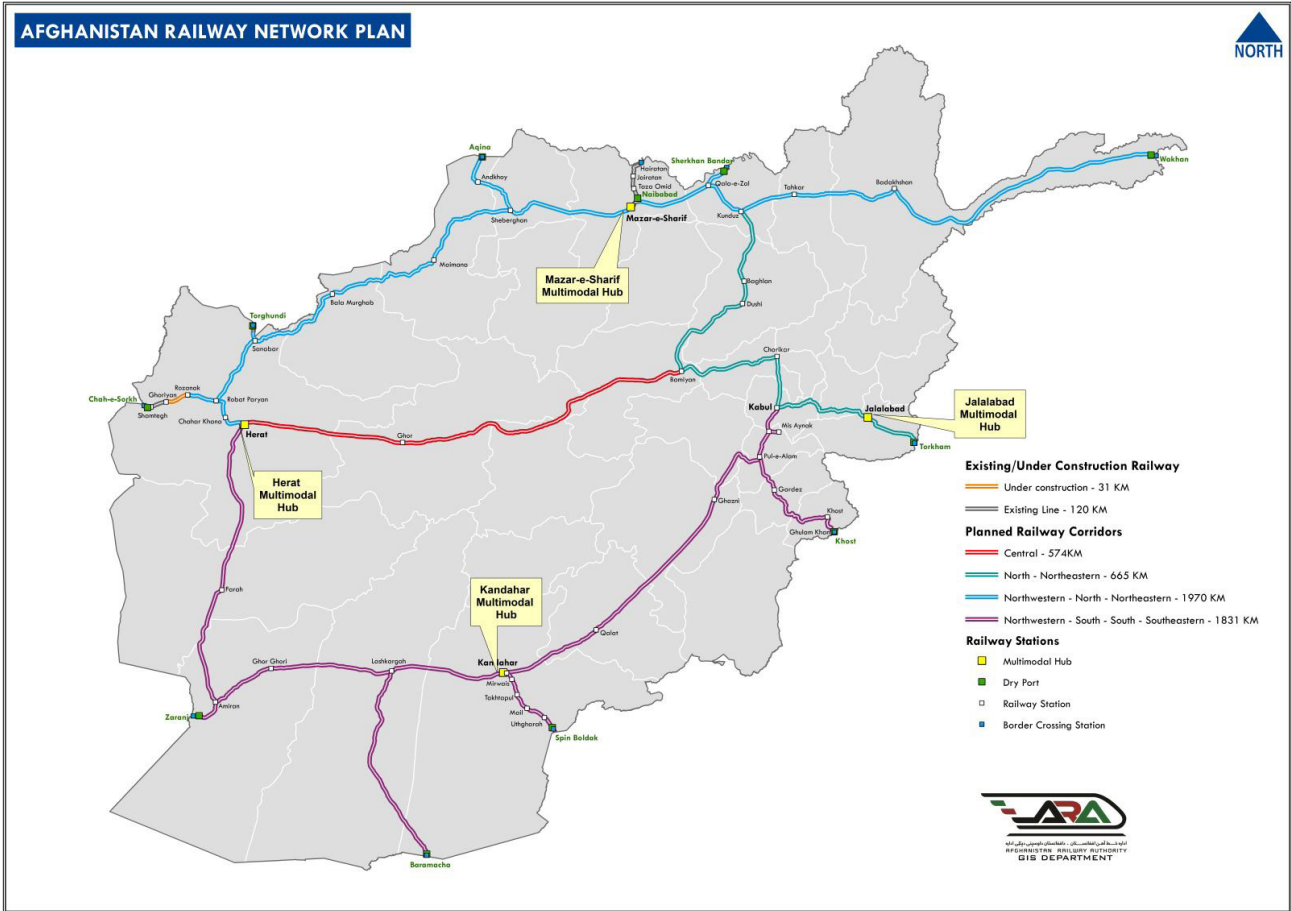 AFGHANISTAN RAILWAY NETWORK PLAN
NORTH
Aqina
Andkhoy
Sheberghan
Maimana
Bala Murghab
Hairatan
Jairatan
Taza Omid
Naibabad
Mazar-e-Sharif
Mazar-e-Sharif
Multimodal Hub
Sherkhan Bandar
Qala-e-Zal
Kunduz
Takhar
Badakhshan
Wakhan
Baghlan
Dushi
Bamiyan
Charikar
Torghundi
Sanabar
Chah-e-Sorkh
Ghoriyan
Rozanak
Shamtegh
Robat Paryan
Chahar Khana
Herat
Herat
Multimodal
Hub
Ghor
Kabul
Jalalabad
Jalalabad
Multimodal
Hub
Torkham
Mis Aynak
Pul-e-Alam
Gardez
Khost
Ghulam Khan
Khost
Ghazni
Qalat
Farah
Kandahar
Multimodal
Hub
Kandahar
Mirwais
Takhtapul
Mail
Uthgharah
Spin Boldak
Ghor Ghori
Lashkargah
Amiran
Zaranj
Baramacha
Existing/Under Construction Railway
Under construction - 31 KM
Existing Line - 120 KM
Planned Railway Corridors
Central - 574KM
North - Northeastern - 665 KM
Northwestern - North - Northeastern - 1970 KM
Northwestern - South - South - Southeastern - 1831 KM
Railway Stations
Multimodal Hub
Dry Port
Railway Station
Border Crossing Station
ARA
AFGHANISTAN RAILWAY AUTHORITY
GIS DEPARTMENT